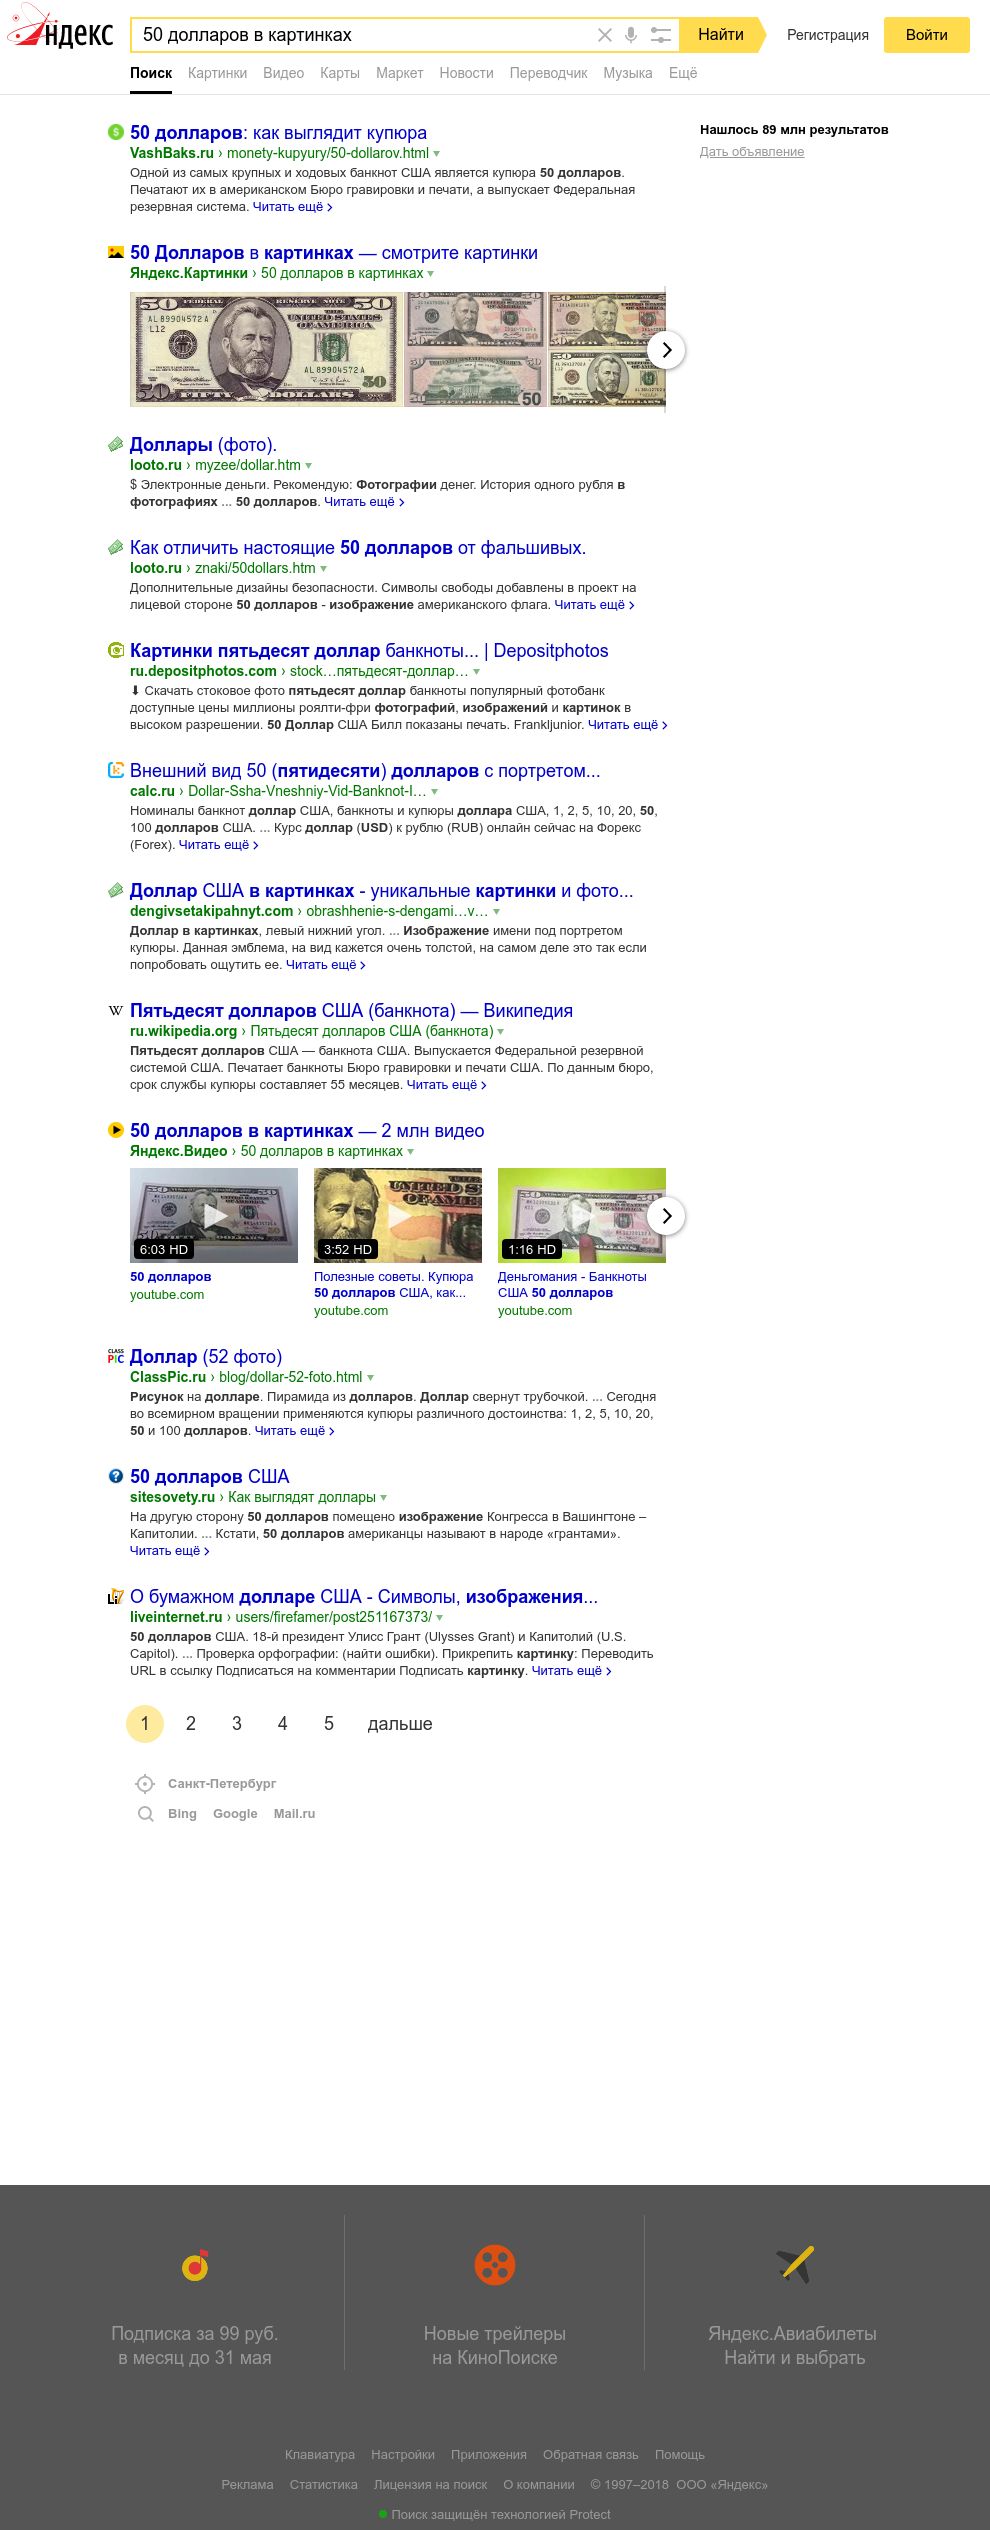 Яндекс
50 долларов в картинках
Найти
Регистрация
Войти
Поиск Картинки Видео Карты Маркет Новости Переводчик Музыка Ещё
Нашлось 89 млн результатов
Дать объявление
50 долларов: как выглядит купюра
VashBaks.ru › monety-kupyury/50-dollarov.html
Одной из самых крупных и ходовых банкнот США является купюра 50 долларов.
Печатают их в американском Бюро гравировки и печати, а выпускает Федеральная
резервная система. Читать ещё
50 Долларов в картинках — смотрите картинки
Яндекс.Картинки › 50 долларов в картинках
Доллары (фото).
looto.ru › myzee/dollar.htm
$ Электронные деньги. Рекомендую: Фотографии денег. История одного рубля в
фотографиях ... 50 долларов. Читать ещё
Как отличить настоящие 50 долларов от фальшивых.
looto.ru › znaki/50dollars.htm
Дополнительные дизайны безопасности. Символы свободы добавлены в проект на
лицевой стороне 50 долларов - изображение американского флага. Читать ещё
Картинки пятьдесят доллар банкноты... | Depositphotos
ru.depositphotos.com › stock…пятьдесят-доллар…
⬇ Скачать стоковое фото пятьдесят доллар банкноты популярный фотобанк
доступные цены миллионы роялти-фри фотографий, изображений и картинок в
высоком разрешении. 50 Доллар США Билл показаны печать. Frankljunior. Читать ещё
Внешний вид 50 (пятидесяти) долларов с портретом...
calc.ru › Dollar-Ssha-Vneshniy-Vid-Banknot-I…
Номиналы банкнот доллар США, банкноты и купюры доллара США, 1, 2, 5, 10, 20, 50,
100 долларов США. ... Курс доллар (USD) к рублю (RUB) онлайн сейчас на Форекс
(Forex). Читать ещё
Доллар США в картинках - уникальные картинки и фото...
dengivsetakipahnyt.com › obrashhenie-s-dengami…v…
Доллар в картинках, левый нижний угол. ... Изображение имени под портретом
купюры. Данная эмблема, на вид кажется очень толстой, на самом деле это так если
попробовать ощутить ее. Читать ещё
Пятьдесят долларов США (банкнота) — Википедия
ru.wikipedia.org › Пятьдесят долларов США (банкнота)
Пятьдесят долларов США — банкнота США. Выпускается Федеральной резервной
системой США. Печатает банкноты Бюро гравировки и печати США. По данным бюро,
срок службы купюры составляет 55 месяцев. Читать ещё
50 долларов в картинках — 2 млн видео
Яндекс.Видео › 50 долларов в картинках
6:03 HD 3:52 HD 1:16 HD
50 долларов
youtube.com
Полезные советы. Купюра
50 долларов США, как...
youtube.com
Деньгомания - Банкноты
США 50 долларов
youtube.com
Доллар (52 фото)
ClassPic.ru › blog/dollar-52-foto.html
Рисунок на долларе. Пирамида из долларов. Доллар свернут трубочкой. ... Сегодня
во всемирном вращении применяются купюры различного достоинства: 1, 2, 5, 10, 20,
50 и 100 долларов. Читать ещё
50 долларов США
sitesovety.ru › Как выглядят доллары
На другую сторону 50 долларов помещено изображение Конгресса в Вашингтоне –
Капитолии. ... Кстати, 50 долларов американцы называют в народе «грантами».
Читать ещё
О бумажном долларе США - Символы, изображения...
liveinternet.ru › users/firefamer/post251167373/
50 долларов США. 18-й президент Улисс Грант (Ulysses Grant) и Капитолий (U.S.
Capitol). ... Проверка орфографии: (найти ошибки). Прикрепить картинку: Переводить
URL в ссылку Подписаться на комментарии Подписать картинку. Читать ещё
1 2 3 4 5 дальше
Санкт-Петербург
Bing Google Mail.ru
Подписка за 99 руб.
в месяц до 31 мая
Новые трейлеры
на КиноПоиске
Яндекс.Авиабилеты
Найти и выбрать
Клавиатура Настройки Приложения Обратная связь Помощь
Реклама Статистика Лицензия на поиск О компании © 1997–2018 ООО «Яндекс»
Поиск защищён технологией Protect